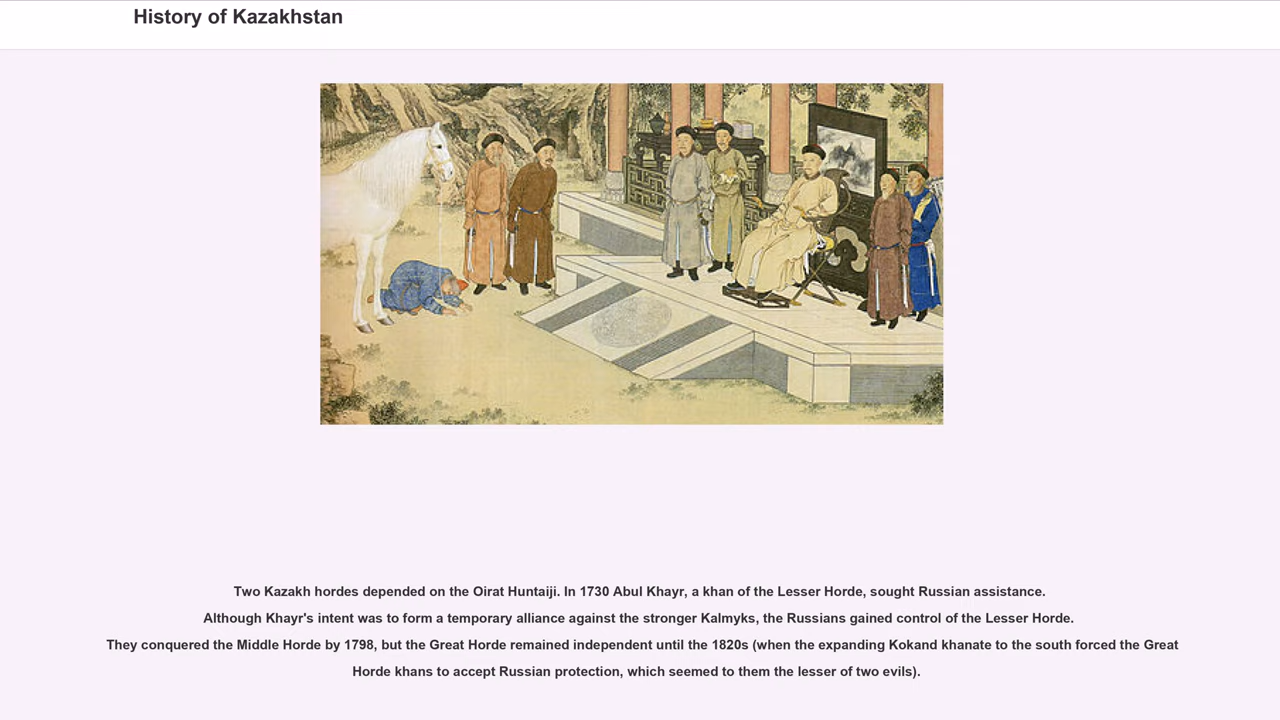 History of Kazakhstan
Two Kazakh hordes depended on the Oirat Huntaiji. In 1730 Abul Khayr, a khan of the Lesser Horde, sought Russian assistance.
Although Khayr's intent was to form a temporary alliance against the stronger Kalmyks, the Russians gained control of the Lesser Horde.
They conquered the Middle Horde by 1798, but the Great Horde remained independent until the 1820s (when the expanding Kokand khanate to the south forced the Great
Horde khans to accept Russian protection, which seemed to them the lesser of two evils).